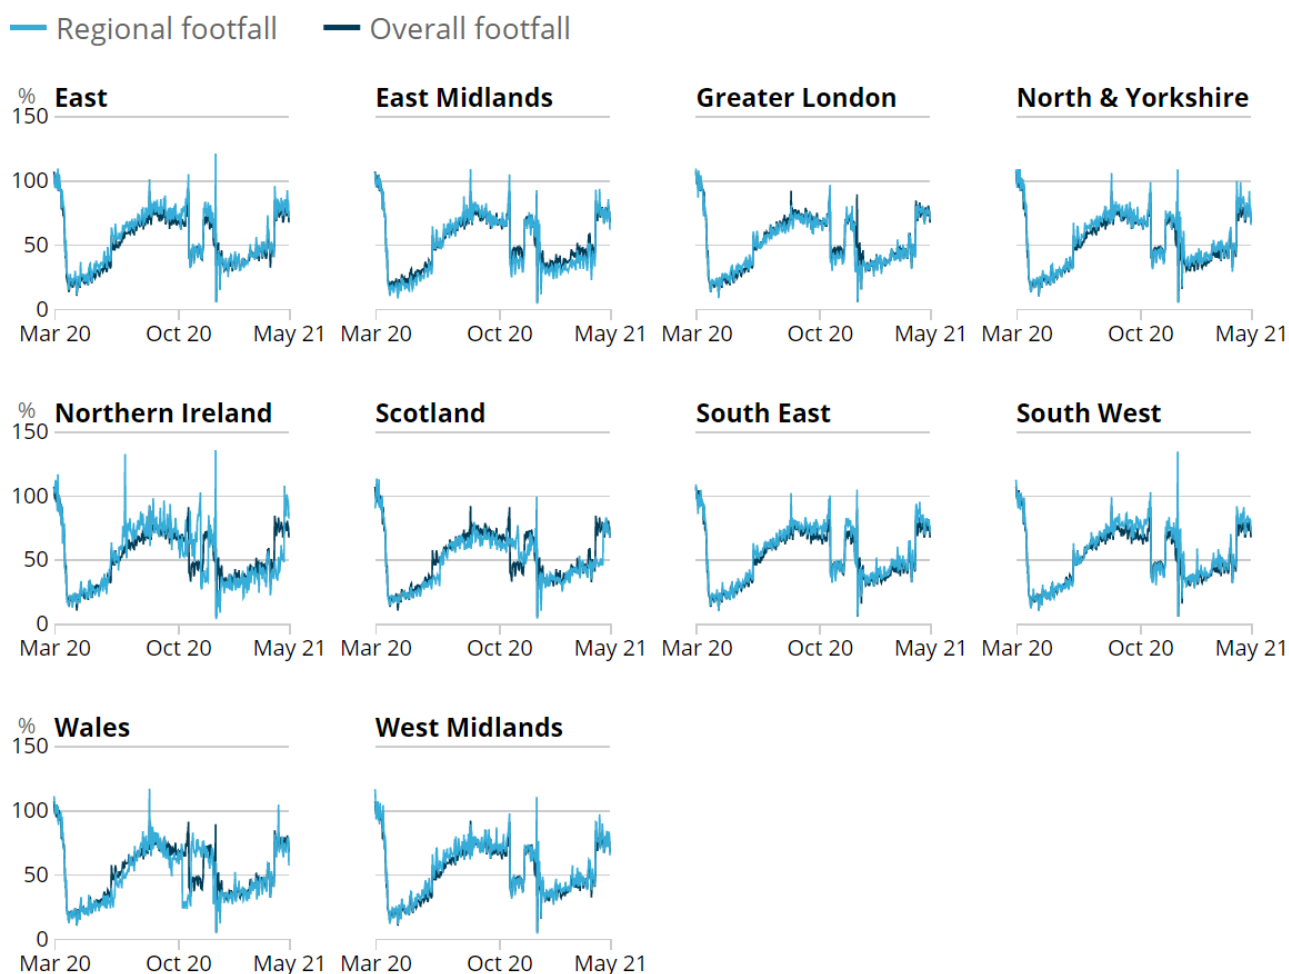 Regional footfall Overall footfall
% East East Midlands Greater London North & Yorkshire
150
100
50
0
Mar 20 Oct 20 May 21 Mar 20 Oct 20 May 21 Mar 20 Oct 20 May 21 Mar 20 Oct 20 May 21
% Northern Ireland Scotland South East South West
150
100
50
0
Mar 20 Oct 20 May 21 Mar 20 Oct 20 May 21 Mar 20 Oct 20 May 21 Mar 20 Oct 20 May 21
% Wales West Midlands
150
100
50
0
Mar 20 Oct 20 May 21 Mar 20 Oct 20 May 21